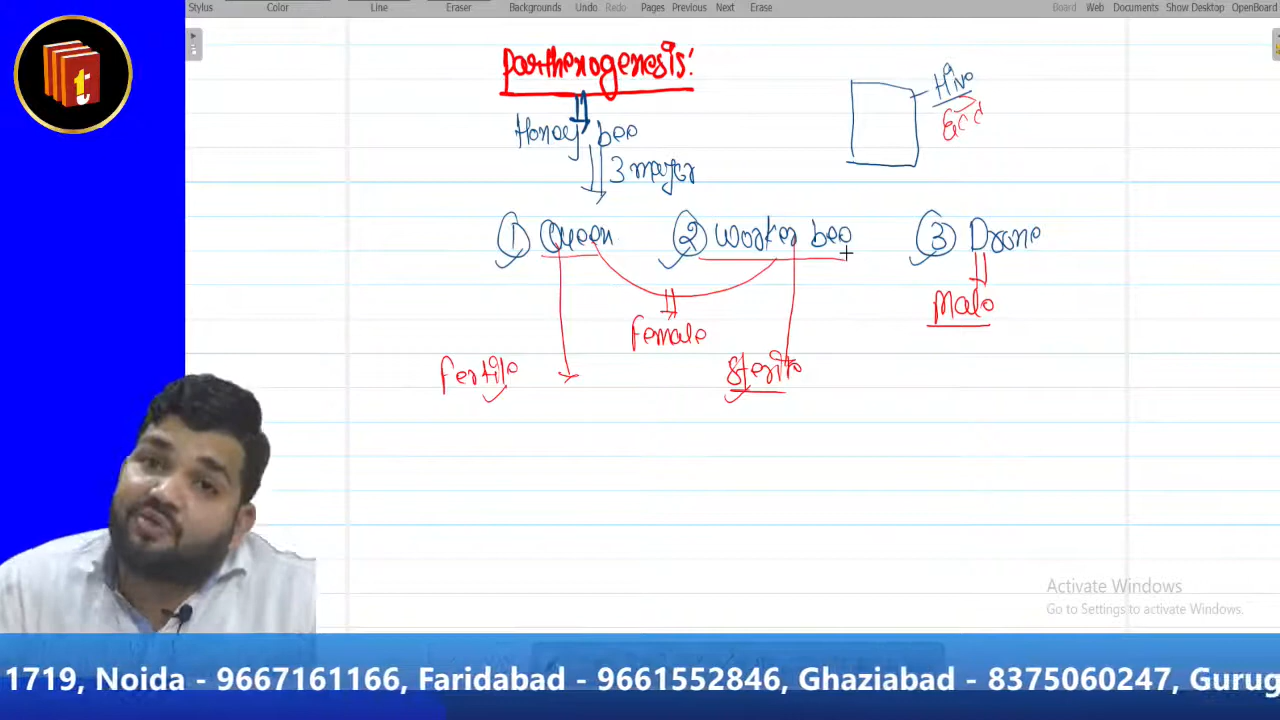 Stylus Color Line Eraser Backgrounds Undo Redo Pages Previous Next Erase Board Web Documents Show Desktop OpenBoard
t
Parthenogenesis:
Hive
Honey bee
3 major
① Queen ② Worker bee ③ Drone
Male
Female
Fertile Sterile
Activate Windows
Go to Settings to activate Windows.
1719, Noida - 9667161166, Faridabad - 9661552846, Ghaziabad - 8375060247, Gurug